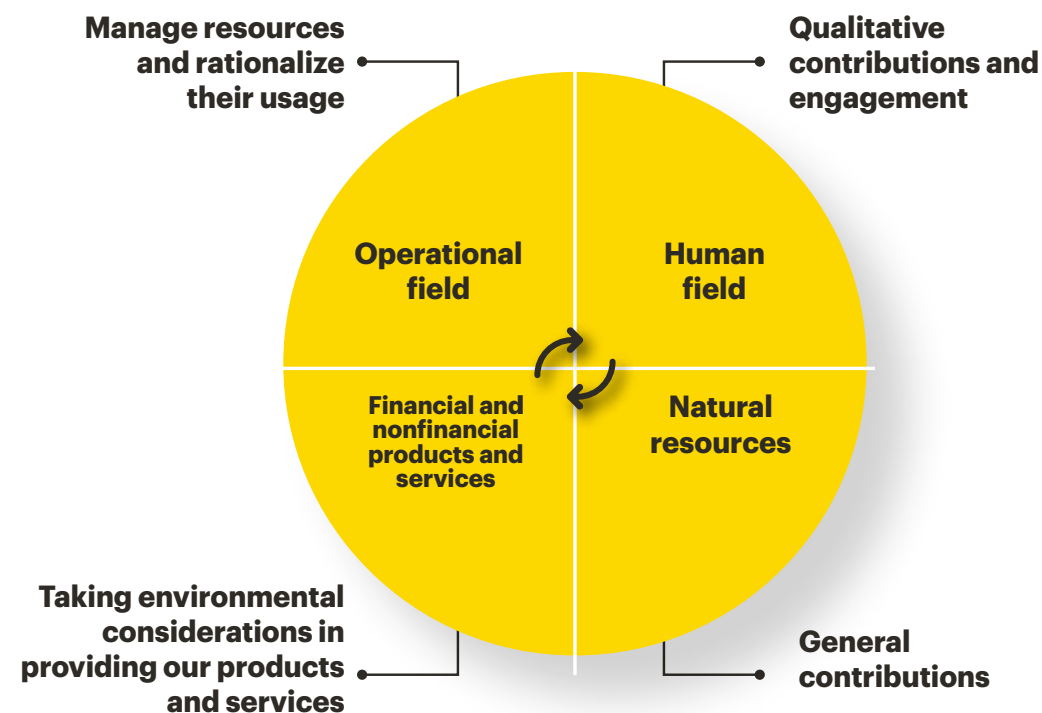 Manage resources
and rationalize
their usage
Qualitative
contributions and
engagement
Operational
field
Human
field
Financial and
nonfinancial
products and
services
Natural
resources
Taking environmental
considerations in
providing our products
and services
General
contributions